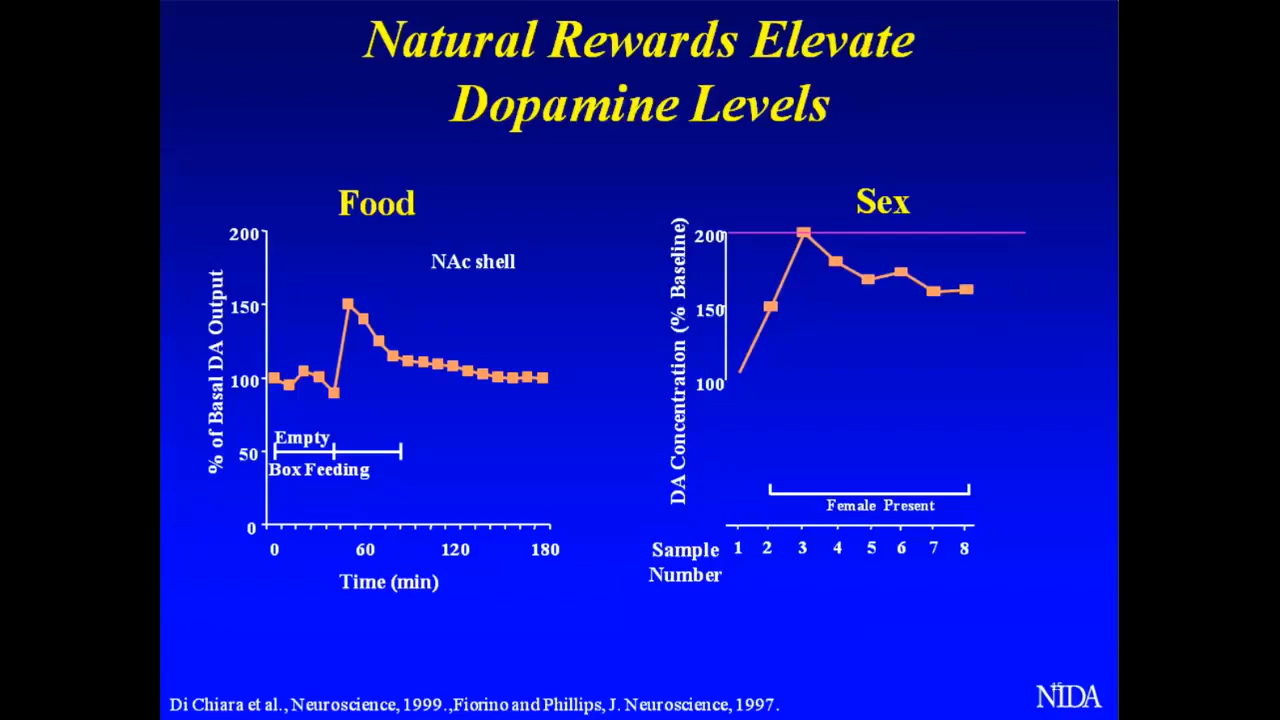 Natural Rewards Elevate
Dopamine Levels
Food
% of Basal DA Output
200
150
100
50
0
NAc shell
Empty
Box Feeding
0 60 120 180
Time (min)
Sex
DA Concentration (% Baseline)
200
150
100
Female Present
Sample
Number
1 2 3 4 5 6 7 8
Di Chiara et al., Neuroscience, 1999.,Fiorino and Phillips, J. Neuroscience, 1997.
NIDA